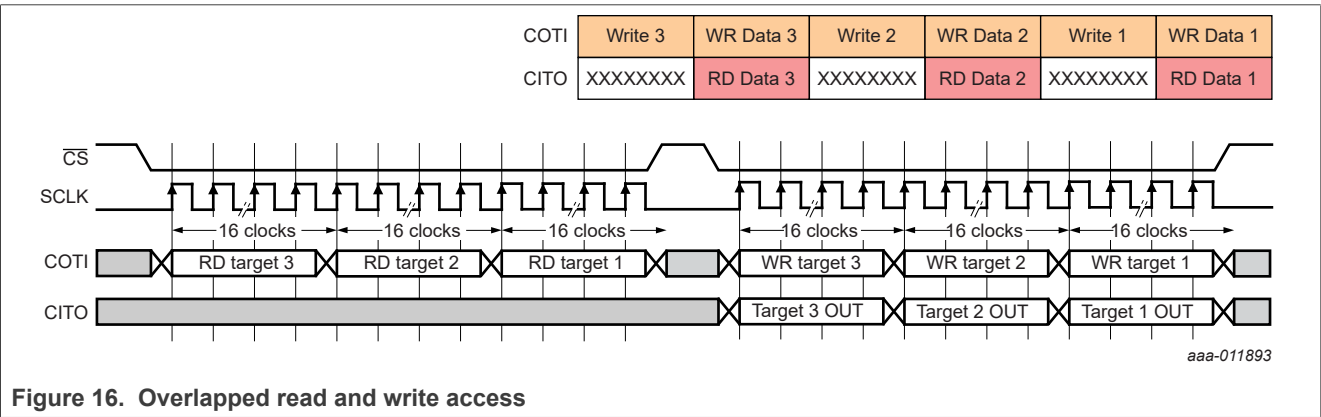 COTI Write 3 WR Data 3 Write 2 WR Data 2 Write 1 WR Data 1
CITO XXXXXXXX RD Data 3 XXXXXXXX RD Data 2 XXXXXXXX RD Data 1
CS
SCLK
16 clocks 16 clocks 16 clocks 16 clocks 16 clocks 16 clocks
COTI RD target 3 RD target 2 RD target 1 WR target 3 WR target 2 WR target 1
CITO Target 3 OUT Target 2 OUT Target 1 OUT
aaa-011893
Figure 16. Overlapped read and write access